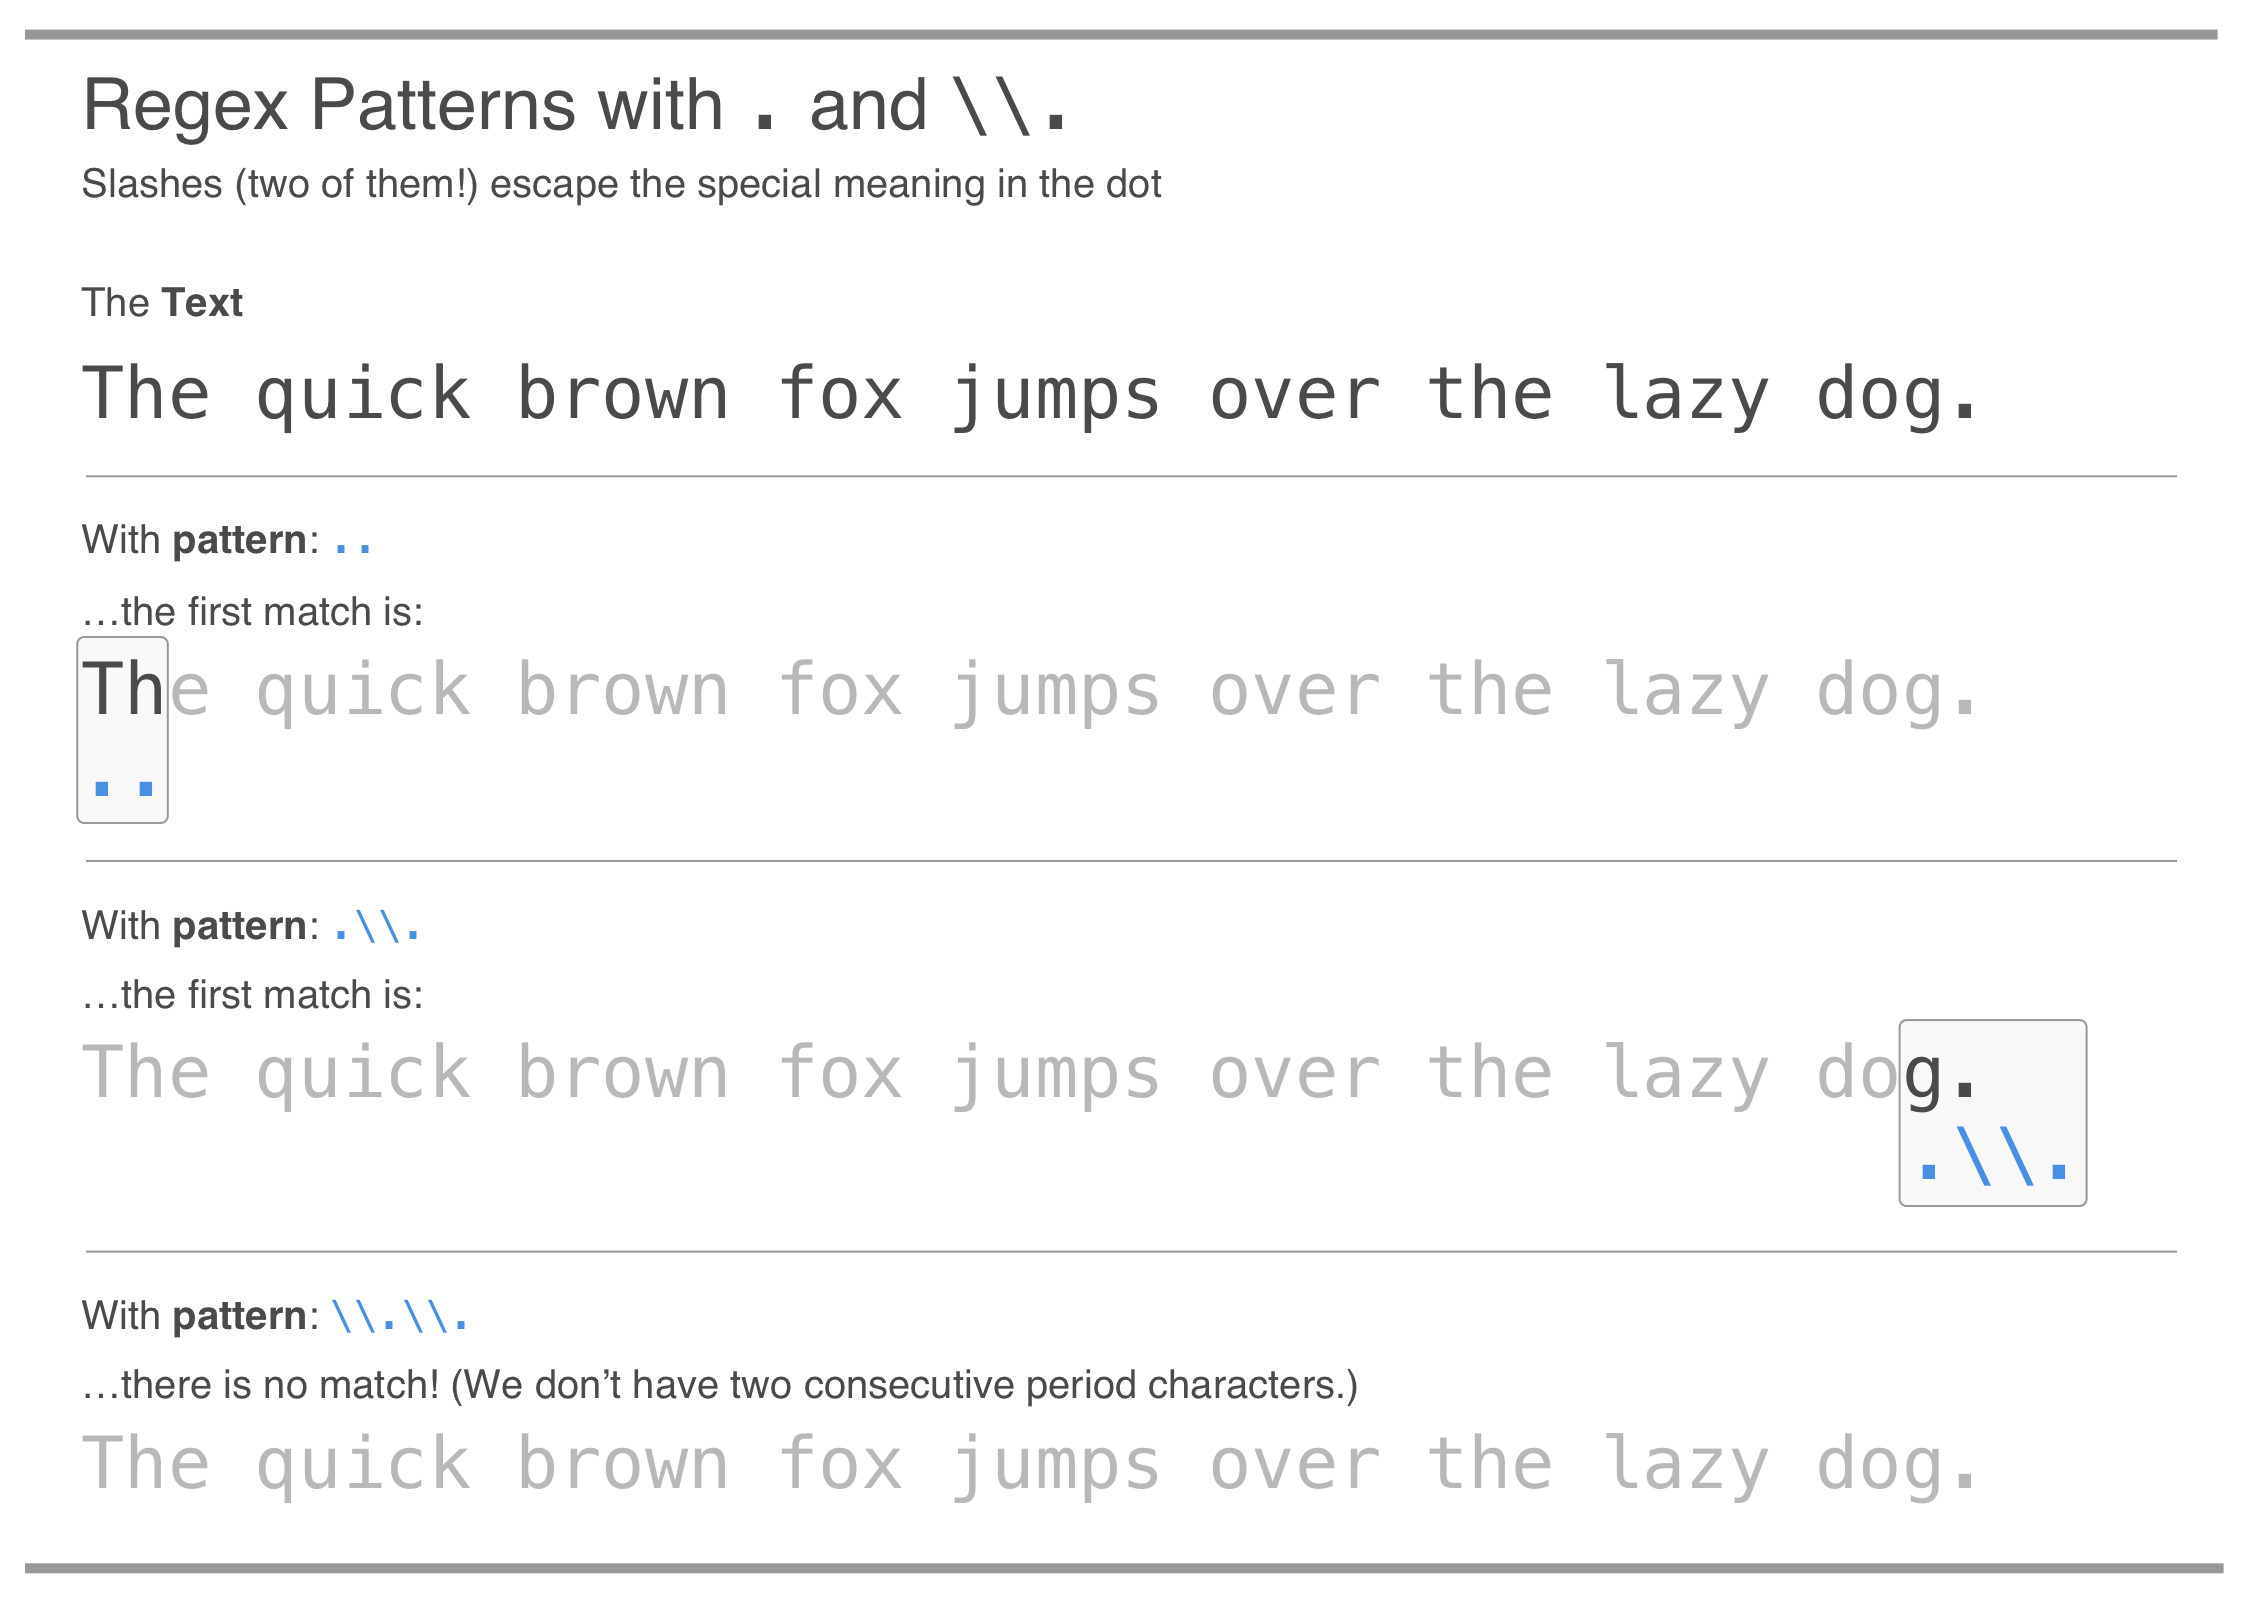 Regex Patterns with . and \\.
Slashes (two of them!) escape the special meaning in the dot
The Text
The quick brown fox jumps over the lazy dog.
With pattern: ..
…the first match is:
The quick brown fox jumps over the lazy dog.
..
With pattern: .\\.
…the first match is:
The quick brown fox jumps over the lazy dog.
.\\.
With pattern: \\.\\.
…there is no match! (We don’t have two consecutive period characters.)
The quick brown fox jumps over the lazy dog.